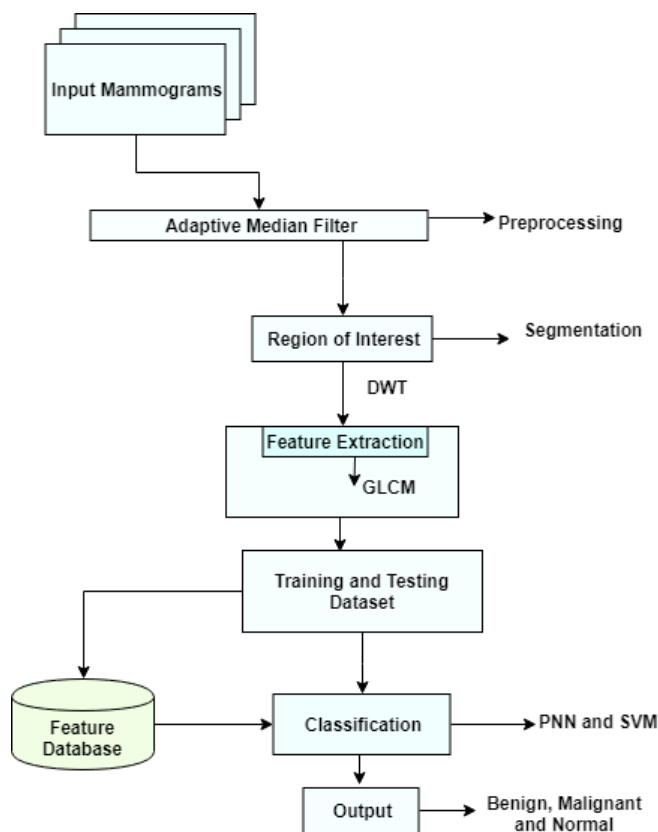 Input Mammograms
Adaptive Median Filter
Preprocessing
Region of Interest
Segmentation
DWT
Feature Extraction
GLCM
Training and Testing
Dataset
Feature
Database
Classification
PNN and SVM
Output
Benign, Malignant
and Normal